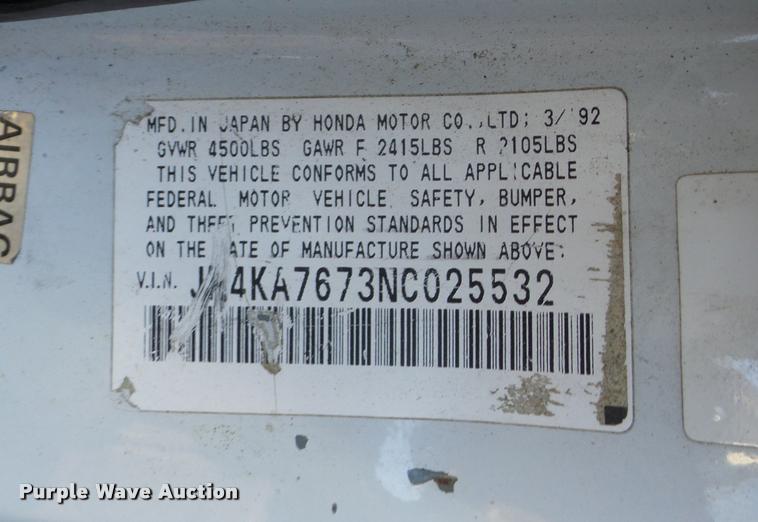 MFD. IN JAPAN BY HONDA MOTOR CO., LTD; 3/'92
GVWR 4500LBS GAWR F 2415LBS R 2105LBS
THIS VEHICLE CONFORMS TO ALL APPLICABLE
FEDERAL MOTOR VEHICLE SAFETY, BUMPER,
AND THEFT PREVENTION STANDARDS IN EFFECT
ON THE DATE OF MANUFACTURE SHOWN ABOVE:
V.I.N. JH4KA7673NC025532
AIRBAG
Purple Wave Auction